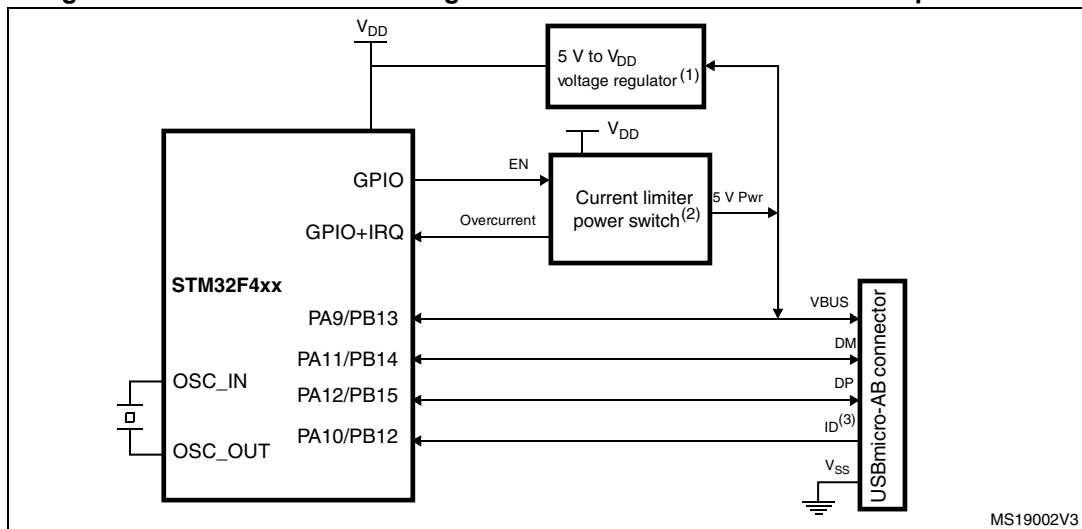 VDD
5 V to VDD
voltage regulator(1)
VDD
GPIO
EN
Current limiter
power switch(2)
5 V Pwr
GPIO+IRQ
Overcurrent
STM32F4xx
PA9/PB13
VBUS
PA11/PB14
DM
OSC_IN
PA12/PB15
DP
PA10/PB12
ID(3)
OSC_OUT
VSS
USBmicro-AB connector
MS19002V3